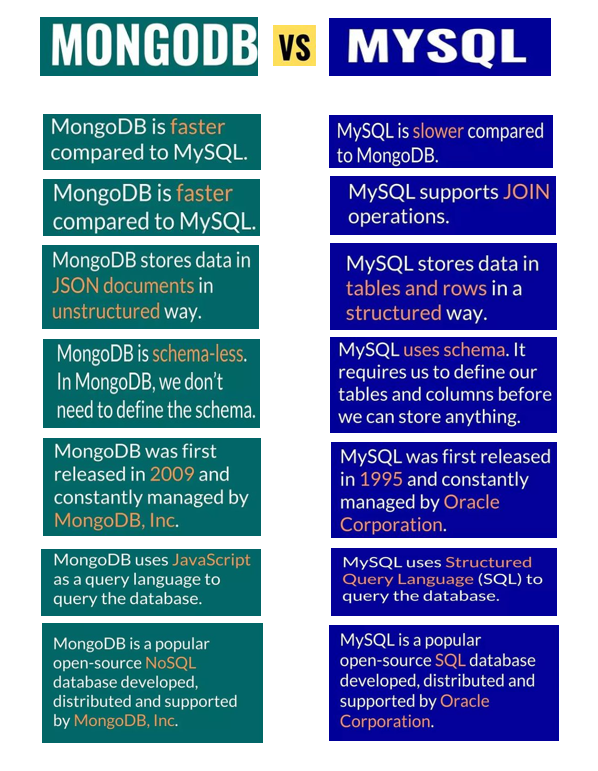 MONGODB VS MYSQL
MongoDB is faster
compared to MySQL.
MySQL is slower compared
to MongoDB.
MongoDB is faster
compared to MySQL.
MySQL supports JOIN
operations.
MongoDB stores data in
JSON documents in
unstructured way.
MySQL stores data in
tables and rows in a
structured way.
MongoDB is schema-less.
In MongoDB, we don't
need to define the schema.
MySQL uses schema. It
requires us to define our
tables and columns before
we can store anything.
MongoDB was first
released in 2009 and
constantly managed by
MongoDB, Inc.
MySQL was first released
in 1995 and constantly
managed by Oracle
Corporation.
MongoDB uses JavaScript
as a query language to
query the database.
MySQL uses Structured
Query Language (SQL) to
query the database.
MongoDB is a popular
open-source NoSQL
database developed,
distributed and supported
by MongoDB, Inc.
MySQL is a popular
open-source SQL database
developed, distributed and
supported by Oracle
Corporation.